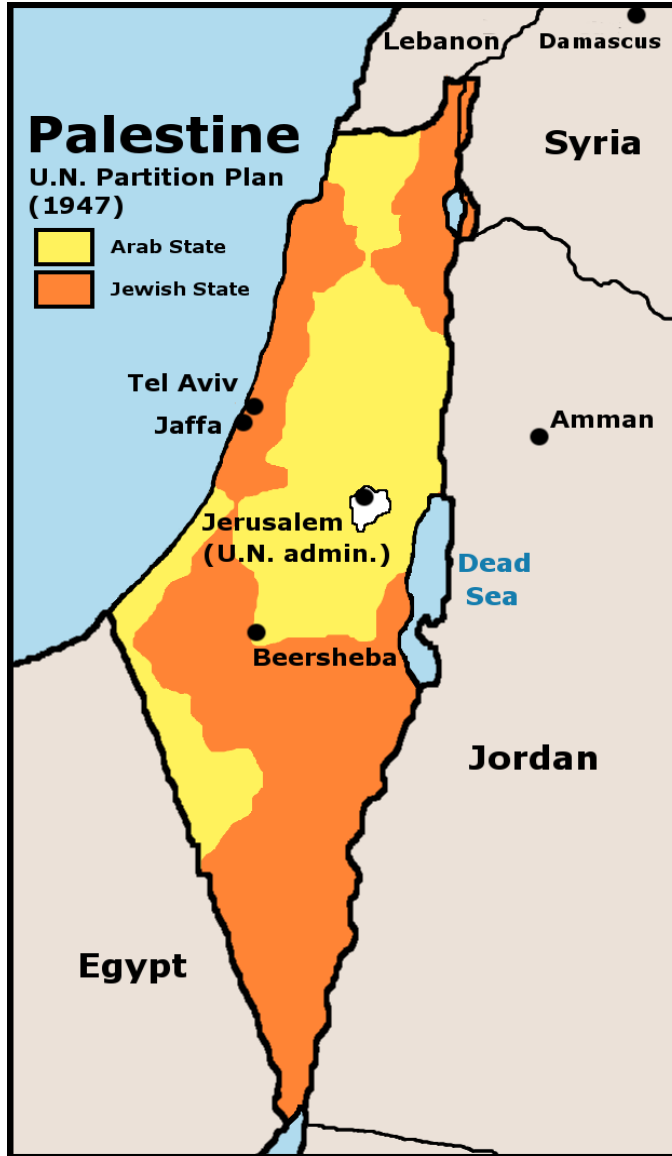 Lebanon
Damascus
Palestine
Syria
U.N. Partition Plan
(1947)
Arab State
Jewish State
Tel Aviv
Jaffa
Amman
Jerusalem
(U.N. admin.)
Dead
Sea
Beersheba
Jordan
Egypt